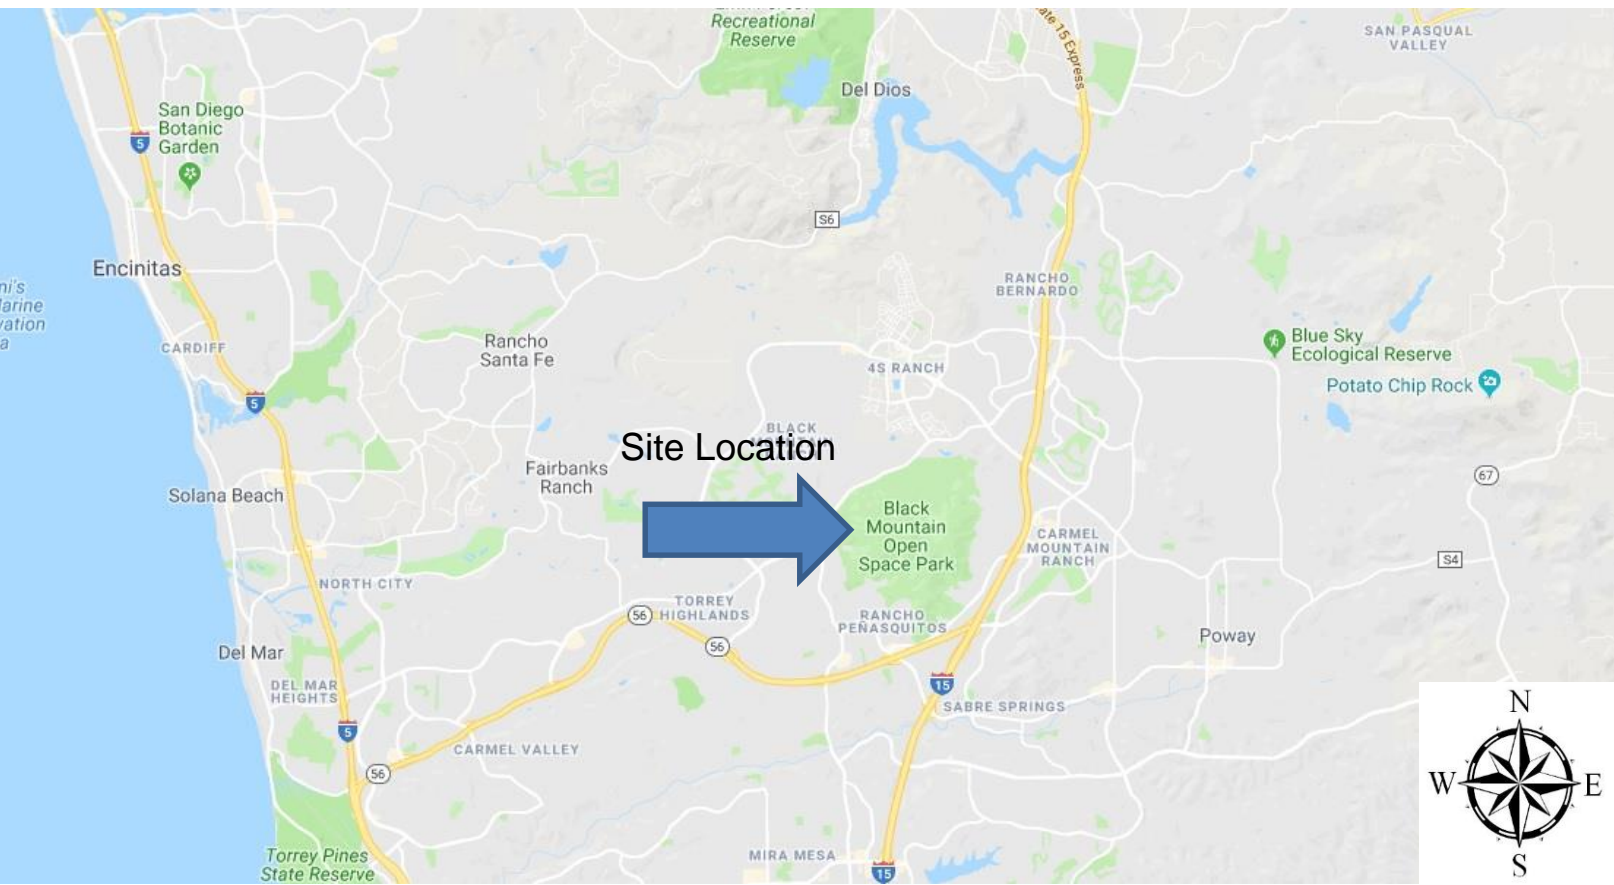 Recreational
Reserve
Del Dios
15 Express
SAN PASQUAL
VALLEY
San Diego
Botanic
Garden
5
S6
Encinitas
RANCHO
BERNARDO
CARDIFF
Rancho
Santa Fe
4S RANCH
Blue Sky
Ecological Reserve
Potato Chip Rock
5
BLACK
Site Location
Fairbanks
Ranch
67
Solana Beach
Black
Mountain
Open
Space Park
CARMEL
MOUNTAIN
RANCH
S4
NORTH CITY
TORREY
HIGHLANDS
56
RANCHO
PEÑASQUITOS
56
Poway
Del Mar
DEL MAR
HEIGHTS
15
SABRE SPRINGS
5
CARMEL VALLEY
56
N
W
E
S
Torrey Pines
State Reserve
MIRA MESA
15